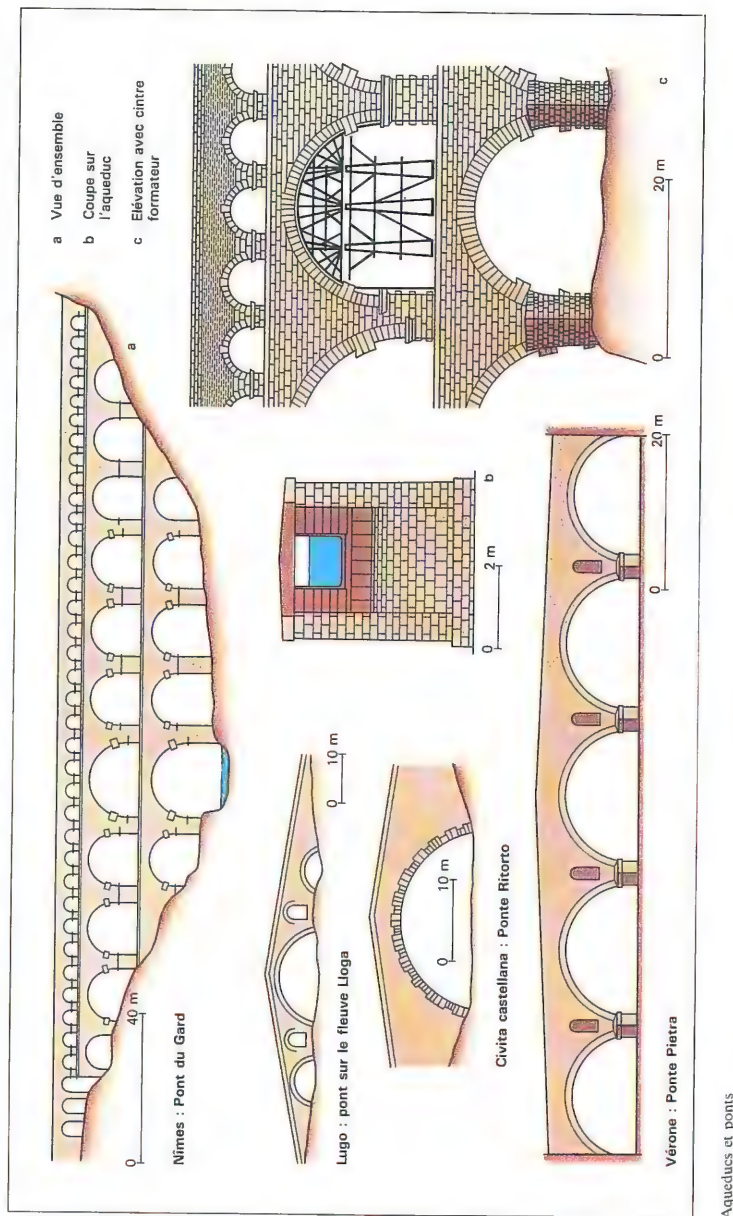 a Vue d'ensemble
b Coupe sur
l'aqueduc
c Elévation avec cintre
formateur
a
0 40 m
Nîmes : Pont du Gard
0 10 m
Lugo : pont sur le fleuve Lloga
0 2 m
b
0 10 m
Civita castellana : Ponte Ritorto
0 20 m
c
0 20 m
Vérone : Ponte Pietra
Aqueducs et ponts